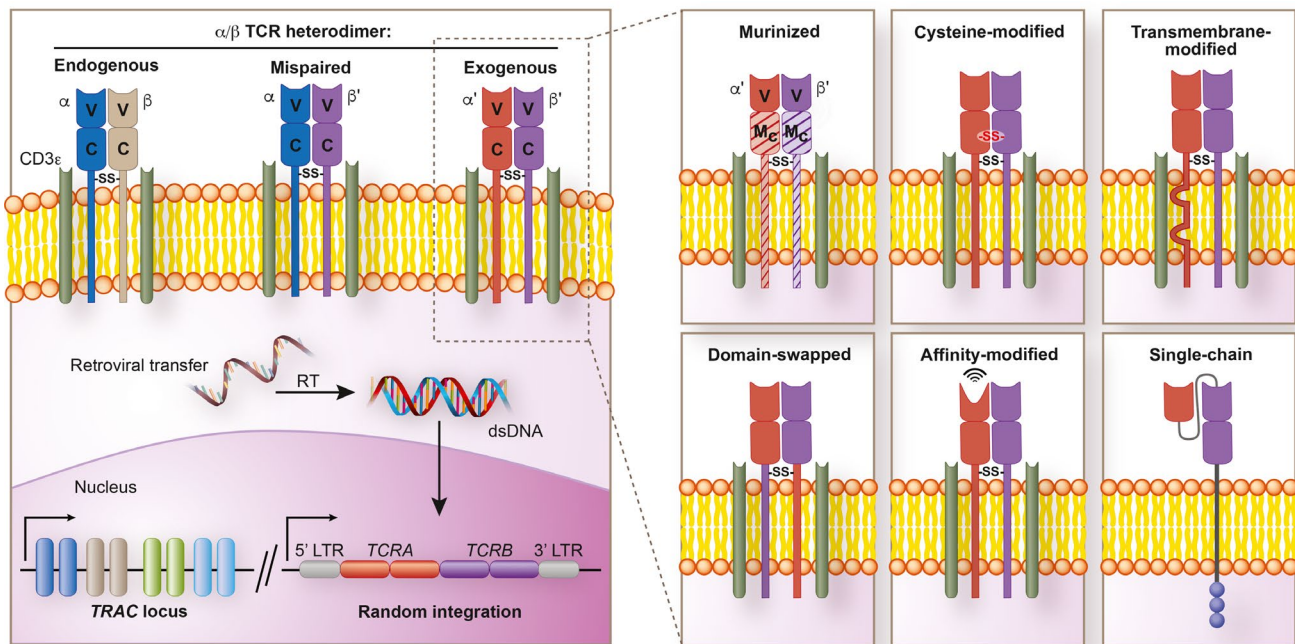 α/β TCR heterodimer:
Endogenous
Mispaired
Exogenous
α
V
V
β
α
V
V
β'
α'
V
V
β'
C
C
C
C
C
C
CD3ε
-SS-
-SS-
-SS-
Retroviral transfer
RT
dsDNA
Nucleus
5' LTR
TCRA
TCRB
3' LTR
TRAC locus
Random integration
Murinized
α'
V
V
β'
Mc
Mc
-SS-
Cysteine-modified
-SS-
-SS-
Transmembrane-
modified
-SS-
Domain-swapped
-SS-
Affinity-modified
-SS-
Single-chain